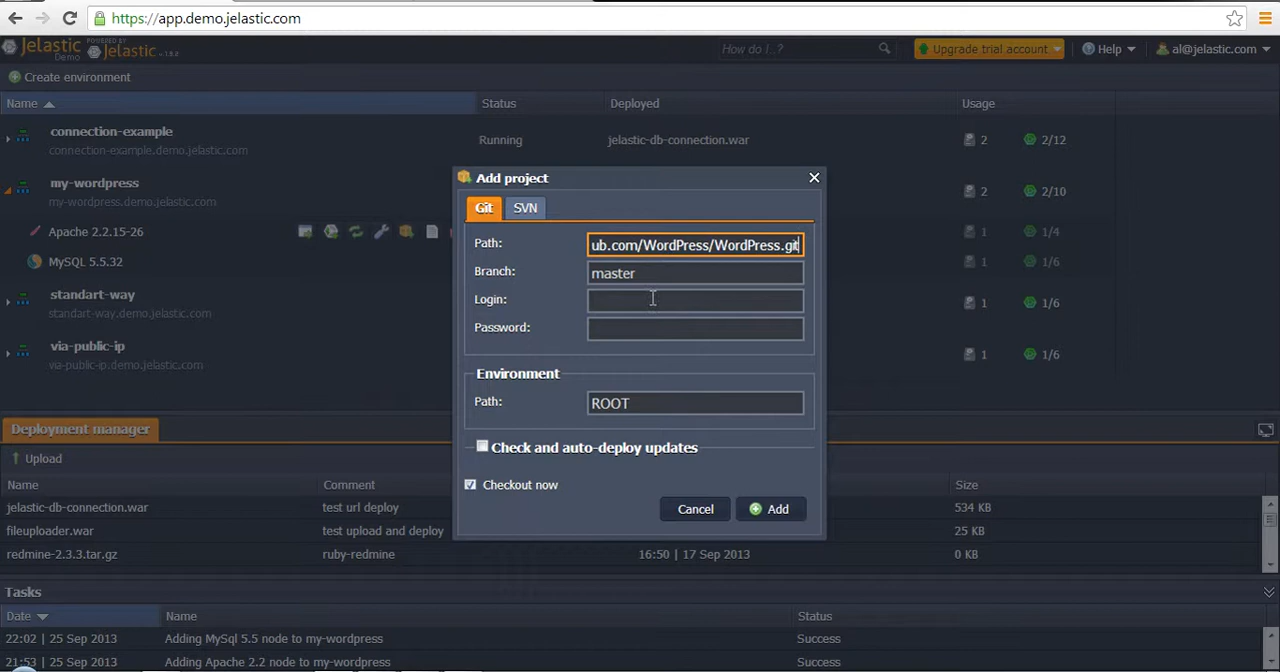 https://app.demo.jelastic.com
Jelastic Demo POWERED BY Jelastic How do I..? Upgrade trial account Help al@jelastic.com
Create environment
Name Status Deployed Usage
connection-example Running jelastic-db-connection.war 2 2/12
connection-example.demo.jelastic.com
my-wordpress 2 2/10
my-wordpress.demo.jelastic.com
Apache 2.2.15-26 1 1/4
MySQL 5.5.32 1 1/6
standart-way 1 1/6
standart-way.demo.jelastic.com
via-public-ip 1 1/6
via-public-ip.demo.jelastic.com
Add project
Git SVN
Path: ub.com/WordPress/WordPress.git
Branch: master
Login:
Password:
Environment
Path: ROOT
Check and auto-deploy updates
Checkout now
Cancel Add
Deployment manager
Upload
Name Comment Size
jelastic-db-connection.war test url deploy 534 KB
fileuploader.war test upload and deploy 25 KB
redmine-2.3.3.tar.gz ruby-redmine 16:50 | 17 Sep 2013 0 KB
Tasks
Date Name Status
22:02 | 25 Sep 2013 Adding MySql 5.5 node to my-wordpress Success
21:53 | 25 Sep 2013 Adding Apache 2.2 node to my-wordpress Success